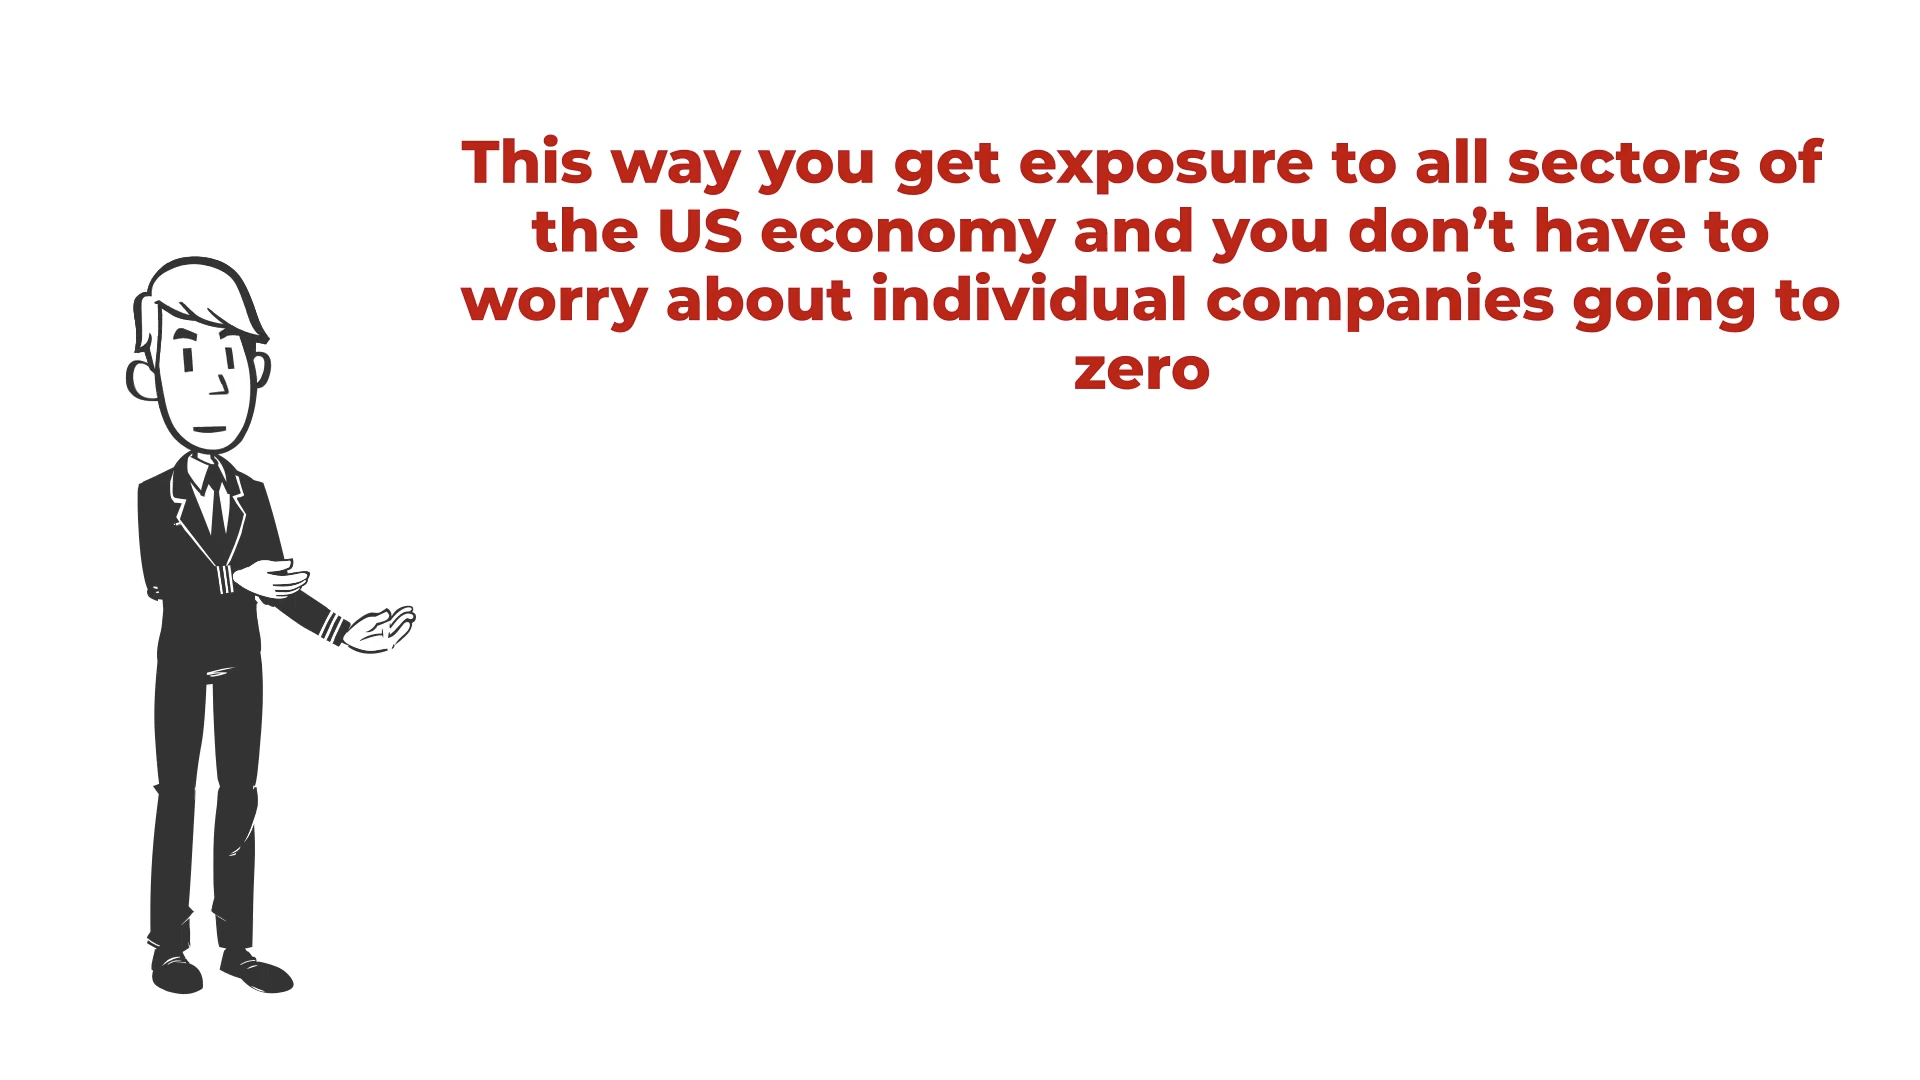 This way you get exposure to all sectors of
the US economy and you don’t have to
worry about individual companies going to
zero